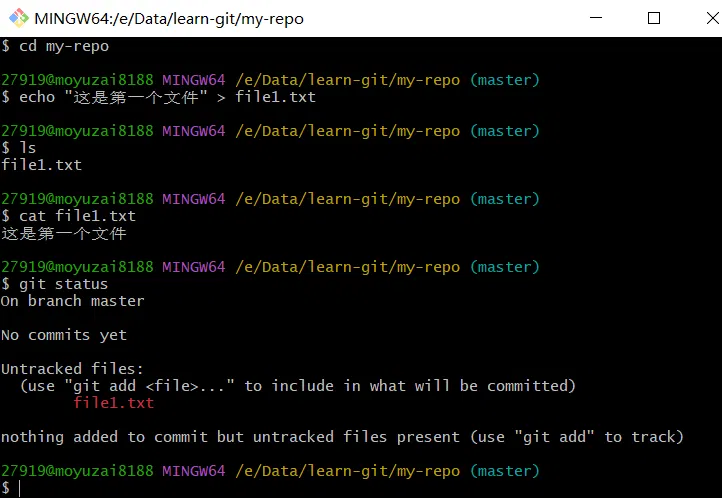 MINGW64:/e/Data/learn-git/my-repo
$ cd my-repo
27919@moyuzai8188 MINGW64 /e/Data/learn-git/my-repo (master)
$ echo "这是第一个文件" > file1.txt
27919@moyuzai8188 MINGW64 /e/Data/learn-git/my-repo (master)
$ ls
file1.txt
27919@moyuzai8188 MINGW64 /e/Data/learn-git/my-repo (master)
$ cat file1.txt
这是第一个文件
27919@moyuzai8188 MINGW64 /e/Data/learn-git/my-repo (master)
$ git status
On branch master
No commits yet
Untracked files:
  (use "git add <file>..." to include in what will be committed)
        file1.txt
nothing added to commit but untracked files present (use "git add" to track)
27919@moyuzai8188 MINGW64 /e/Data/learn-git/my-repo (master)
$